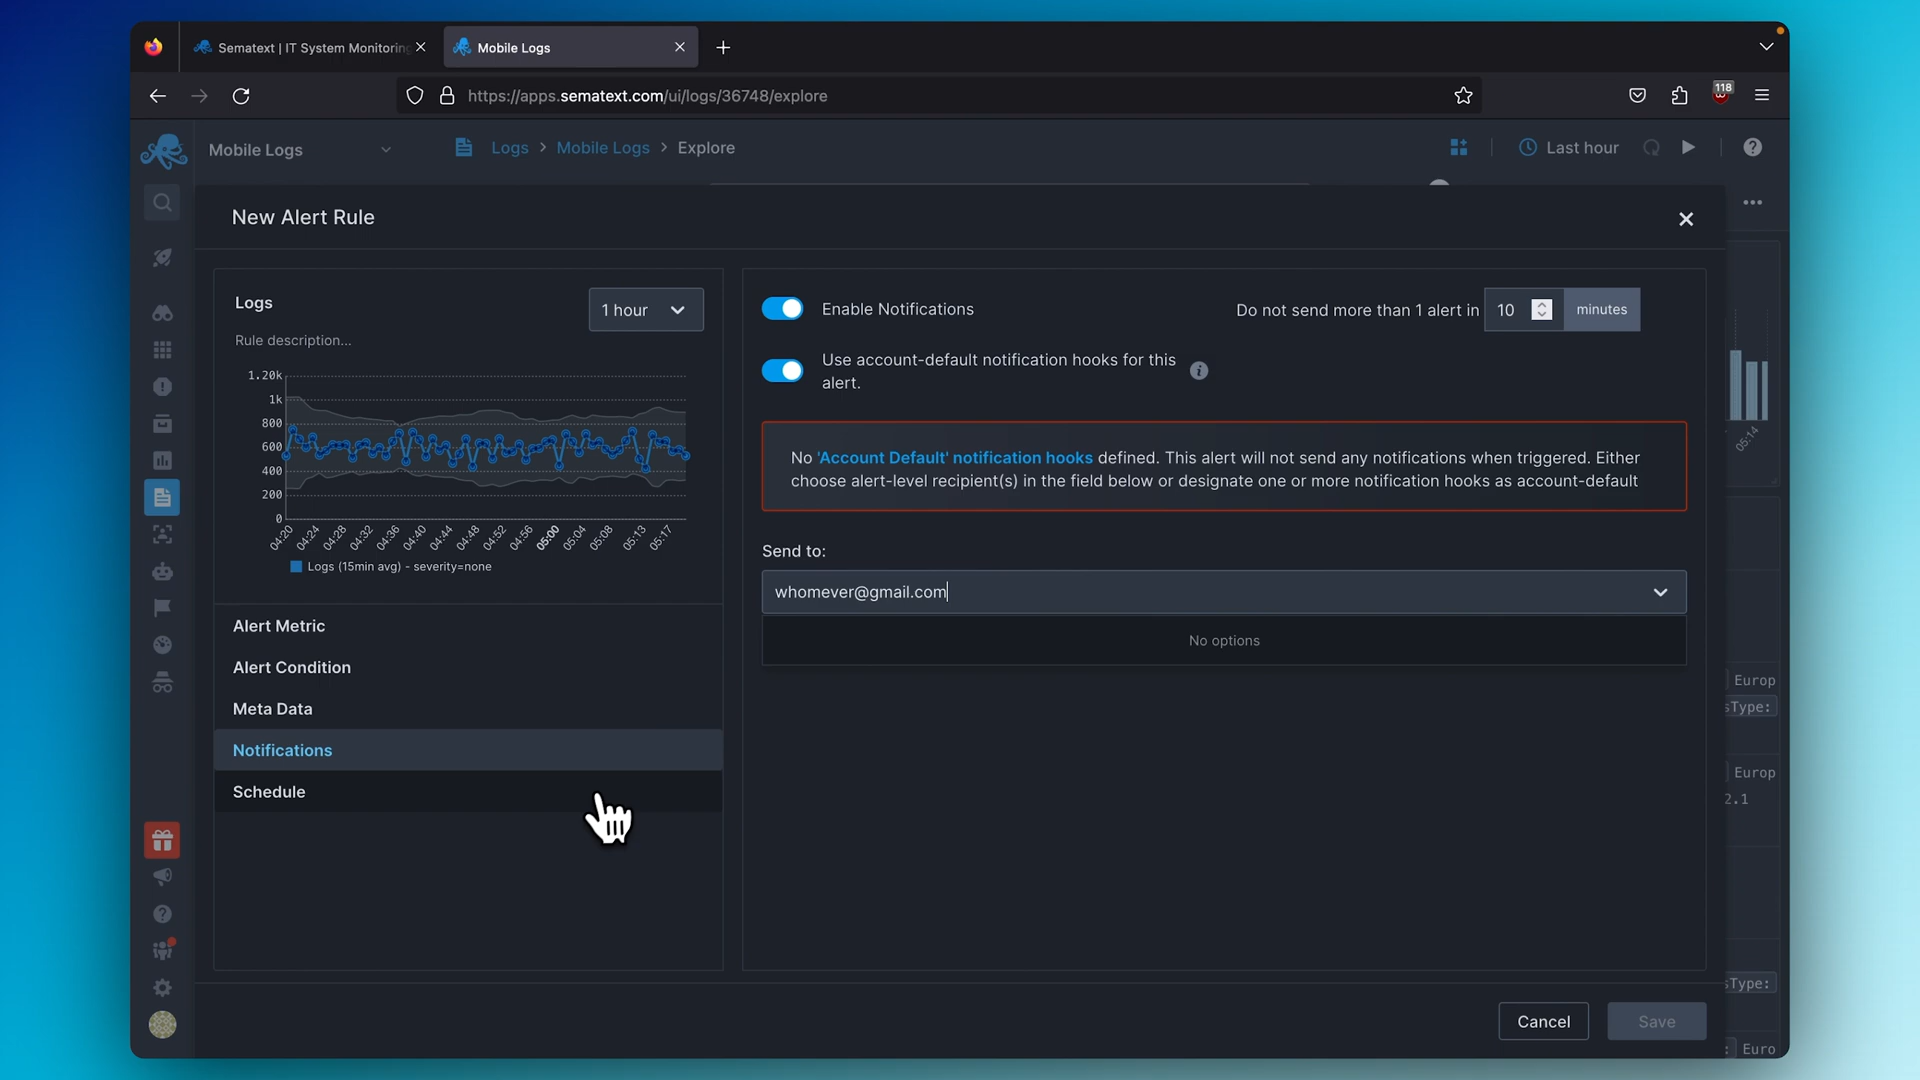 Sematext | IT System Monitoring
Mobile Logs
https://apps.sematext.com/ui/logs/36748/explore
118
Mobile Logs
Logs > Mobile Logs > Explore
Last hour
New Alert Rule
Logs
1 hour
Rule description...
1.20k
1k
800
600
400
200
0
04:20
04:24
04:28
04:32
04:36
04:40
04:44
04:48
04:52
04:56
05:00
05:04
05:08
05:13
05:17
Logs (15min avg) - severity=none
Alert Metric
Alert Condition
Meta Data
Notifications
Schedule
Enable Notifications
Do not send more than 1 alert in 10 minutes
Use account-default notification hooks for this
alert.
No 'Account Default' notification hooks defined. This alert will not send any notifications when triggered. Either
choose alert-level recipient(s) in the field below or designate one or more notification hooks as account-default
Send to:
whomever@gmail.com
No options
05:14
Europ
sType:
Europ
2.1
sType:
Euro
Cancel
Save